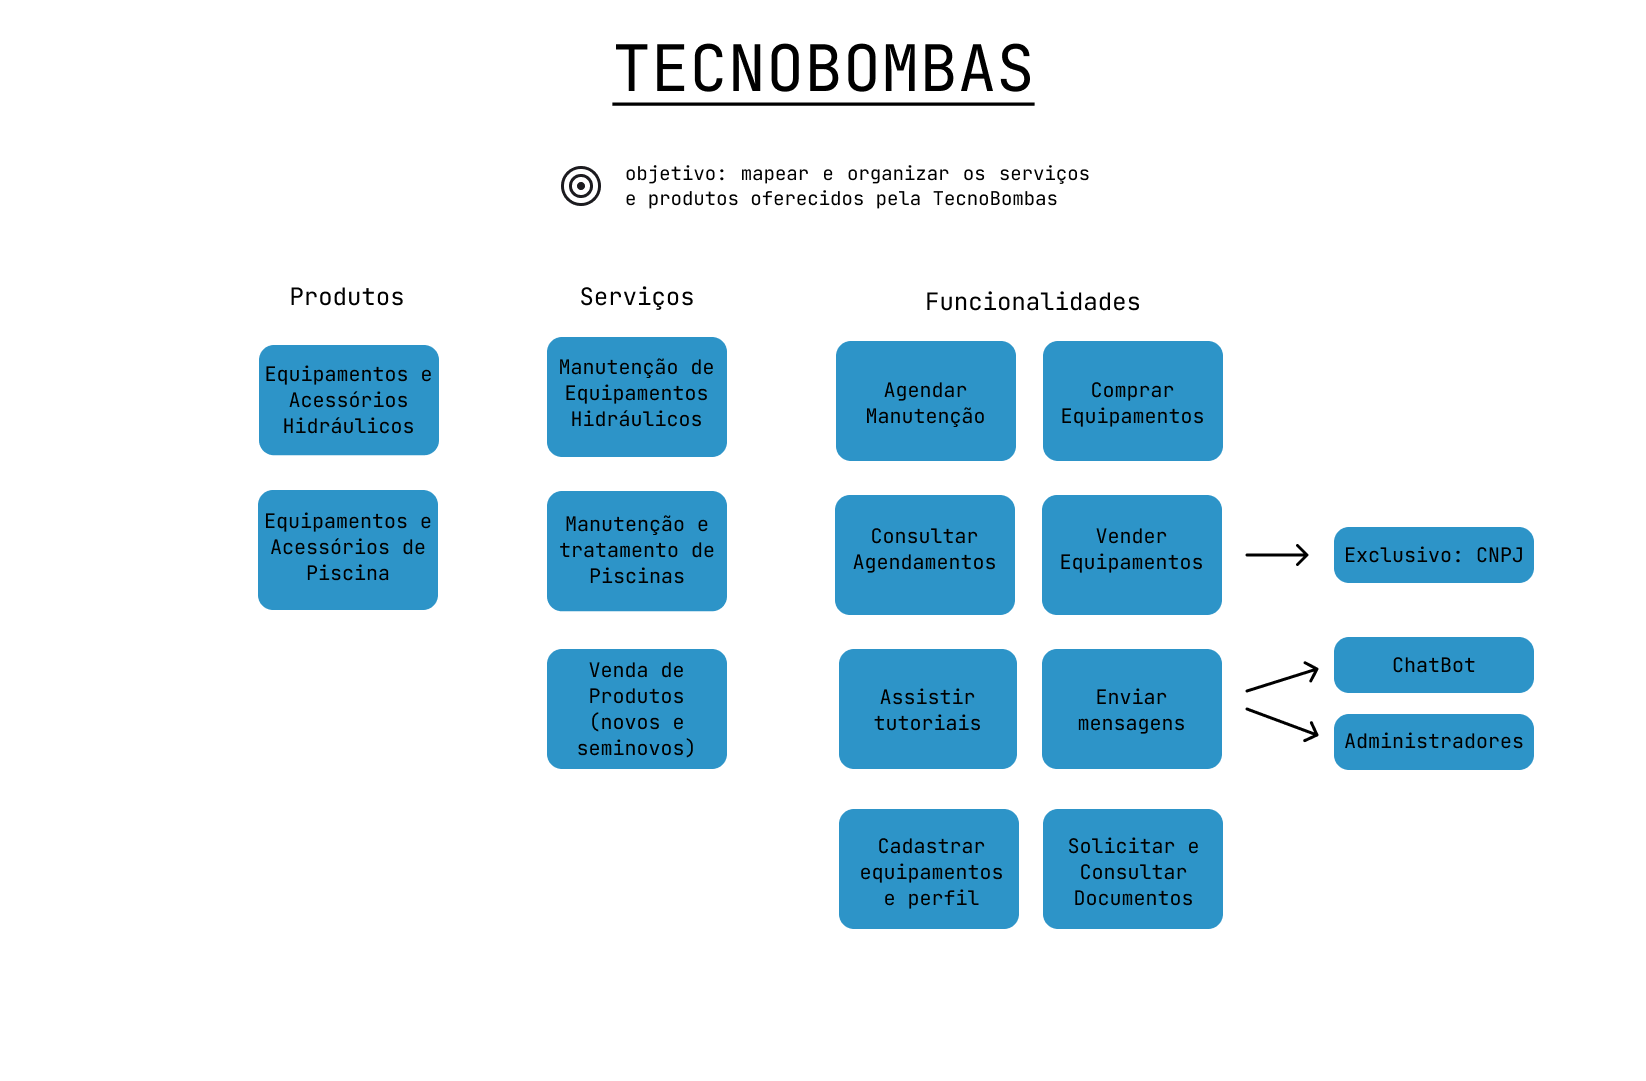 TECNOBOMBAS
objetivo: mapear e organizar os serviços
e produtos oferecidos pela TecnoBombas
Produtos
Equipamentos e
Acessórios
Hidráulicos
Equipamentos e
Acessórios de
Piscina
Serviços
Manutenção de
Equipamentos
Hidráulicos
Manutenção e
tratamento de
Piscinas
Venda de
Produtos
(novos e
seminovos)
Funcionalidades
Agendar
Manutenção
Comprar
Equipamentos
Consultar
Agendamentos
Vender
Equipamentos
Exclusivo: CNPJ
Assistir
tutoriais
Enviar
mensagens
ChatBot
Administradores
Cadastrar
equipamentos
e perfil
Solicitar e
Consultar
Documentos